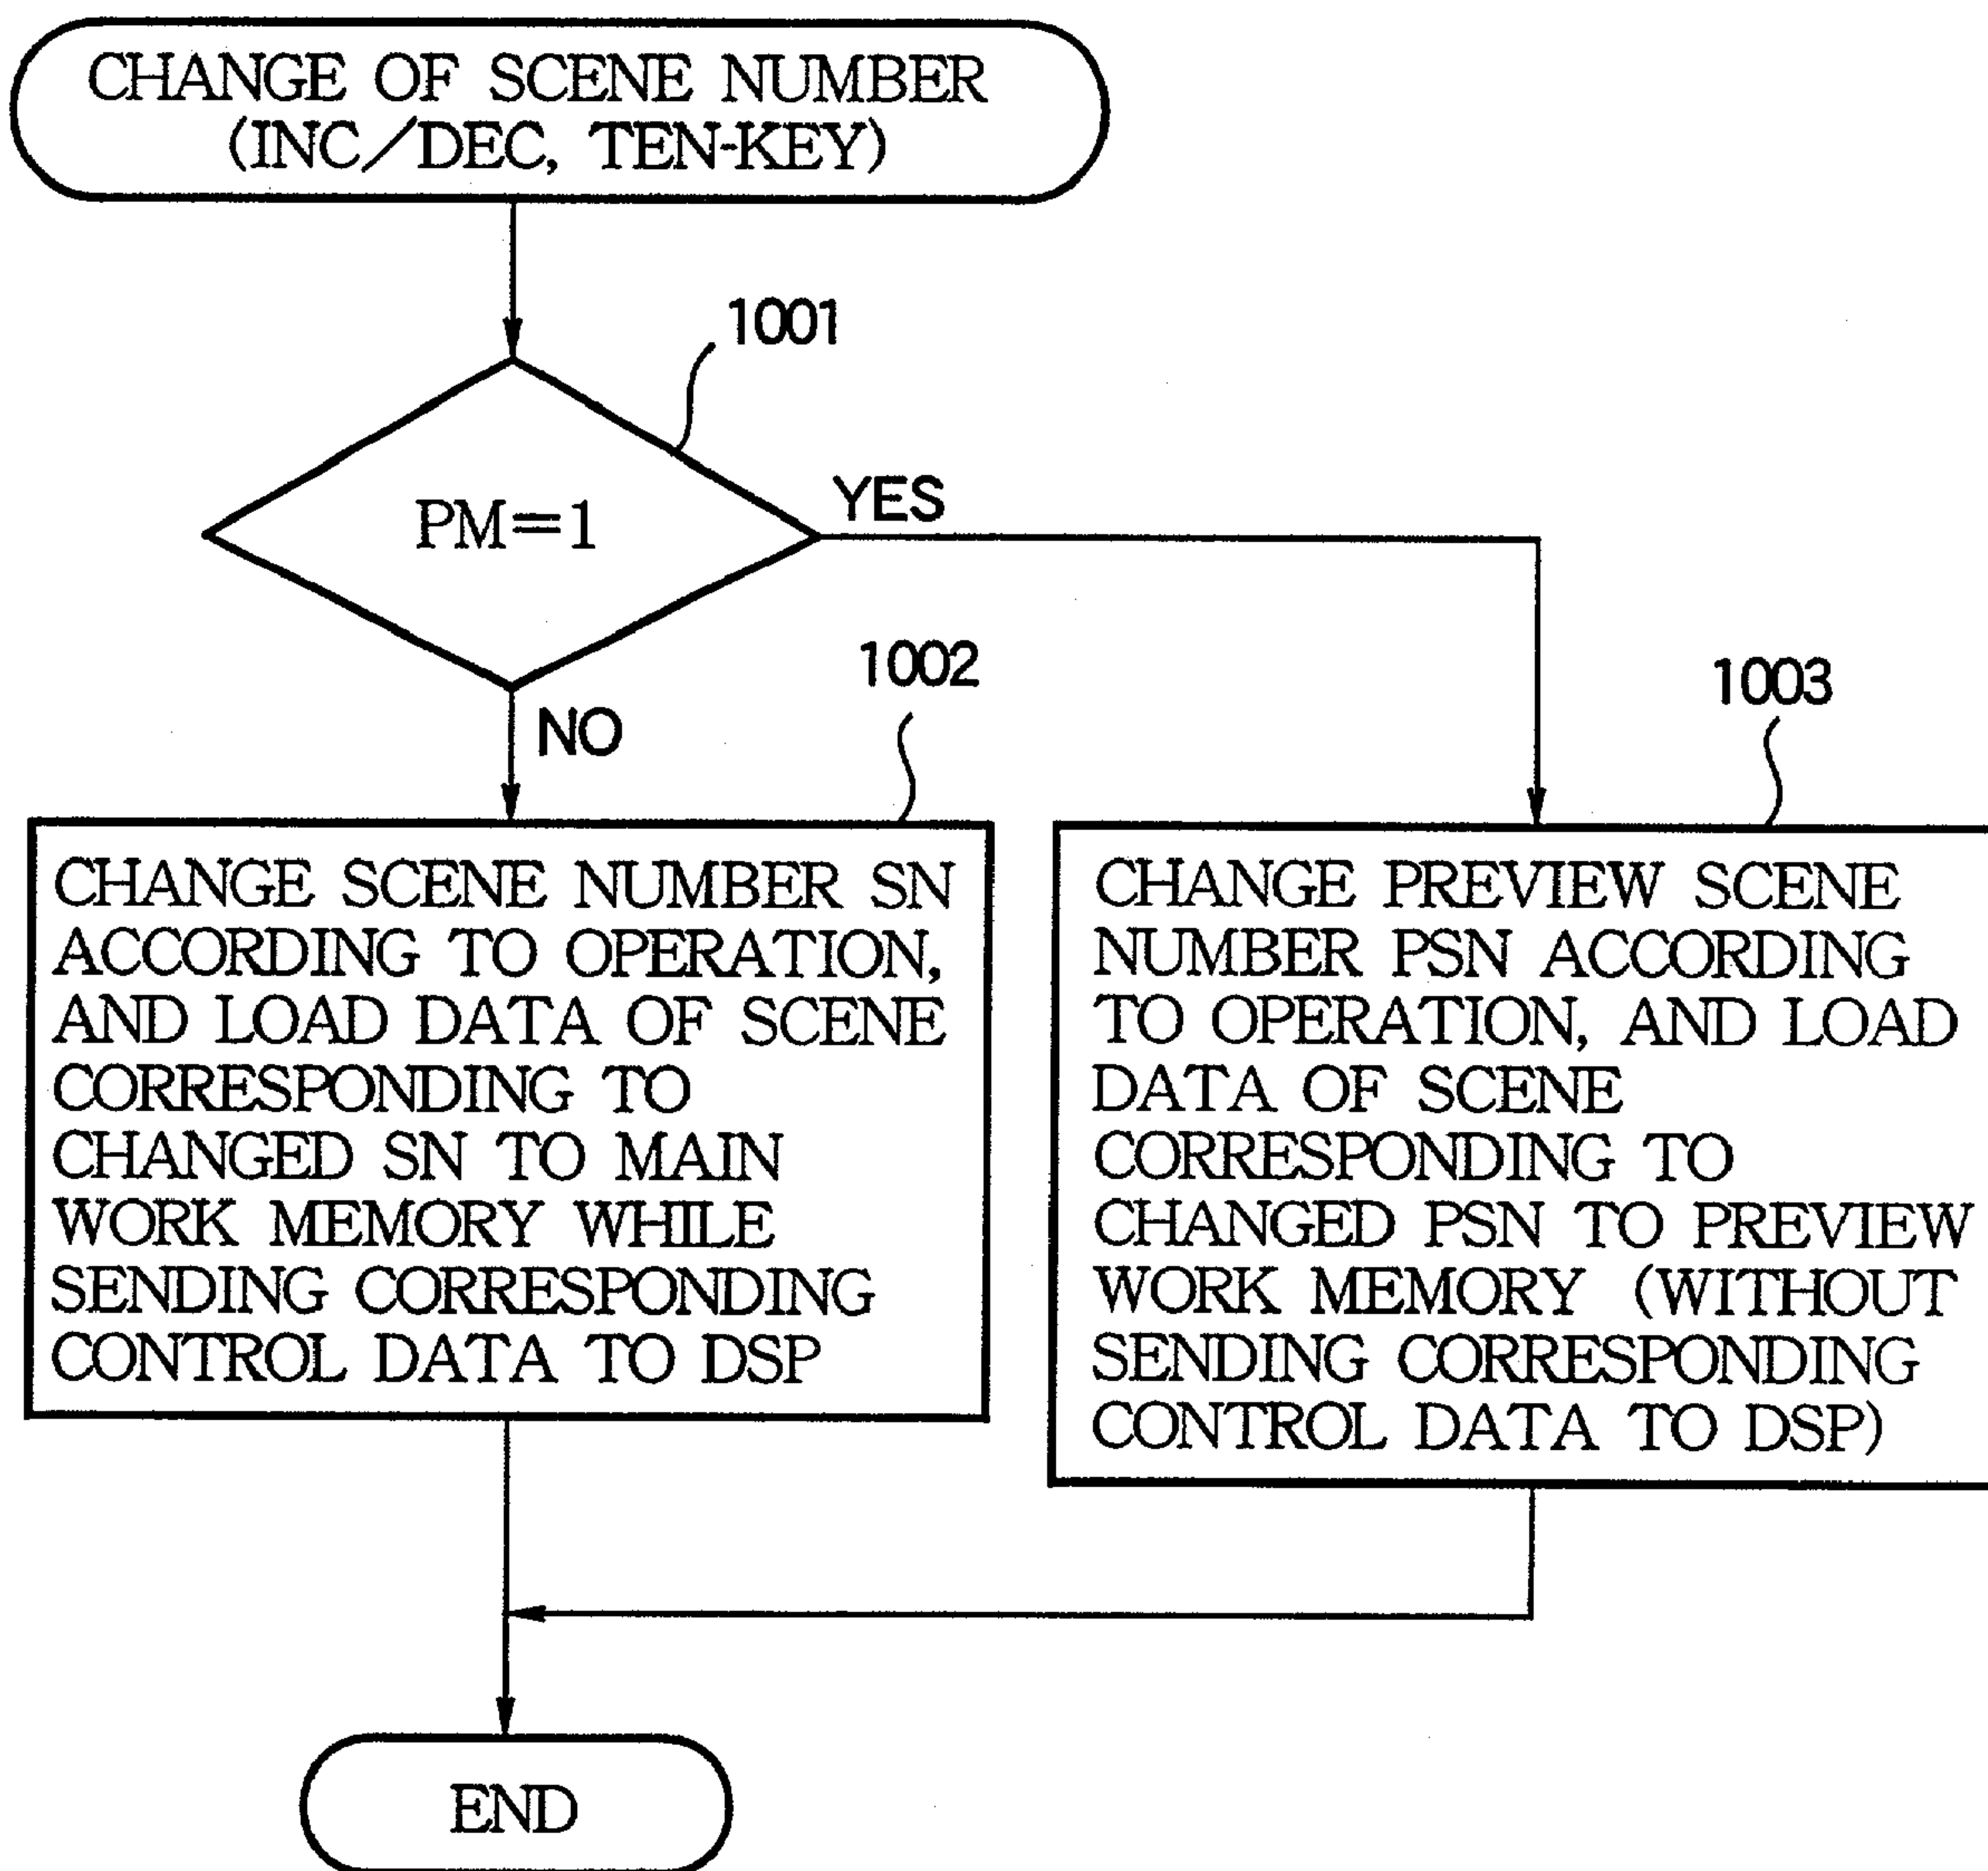 CHANGE OF SCENE NUMBER
(INC/DEC, TEN-KEY)
1001
PM=1
YES
NO
1002
CHANGE SCENE NUMBER SN
ACCORDING TO OPERATION,
AND LOAD DATA OF SCENE
CORRESPONDING TO
CHANGED SN TO MAIN
WORK MEMORY WHILE
SENDING CORRESPONDING
CONTROL DATA TO DSP
1003
CHANGE PREVIEW SCENE
NUMBER PSN ACCORDING
TO OPERATION, AND LOAD
DATA OF SCENE
CORRESPONDING TO
CHANGED PSN TO PREVIEW
WORK MEMORY (WITHOUT
SENDING CORRESPONDING
CONTROL DATA TO DSP)
END